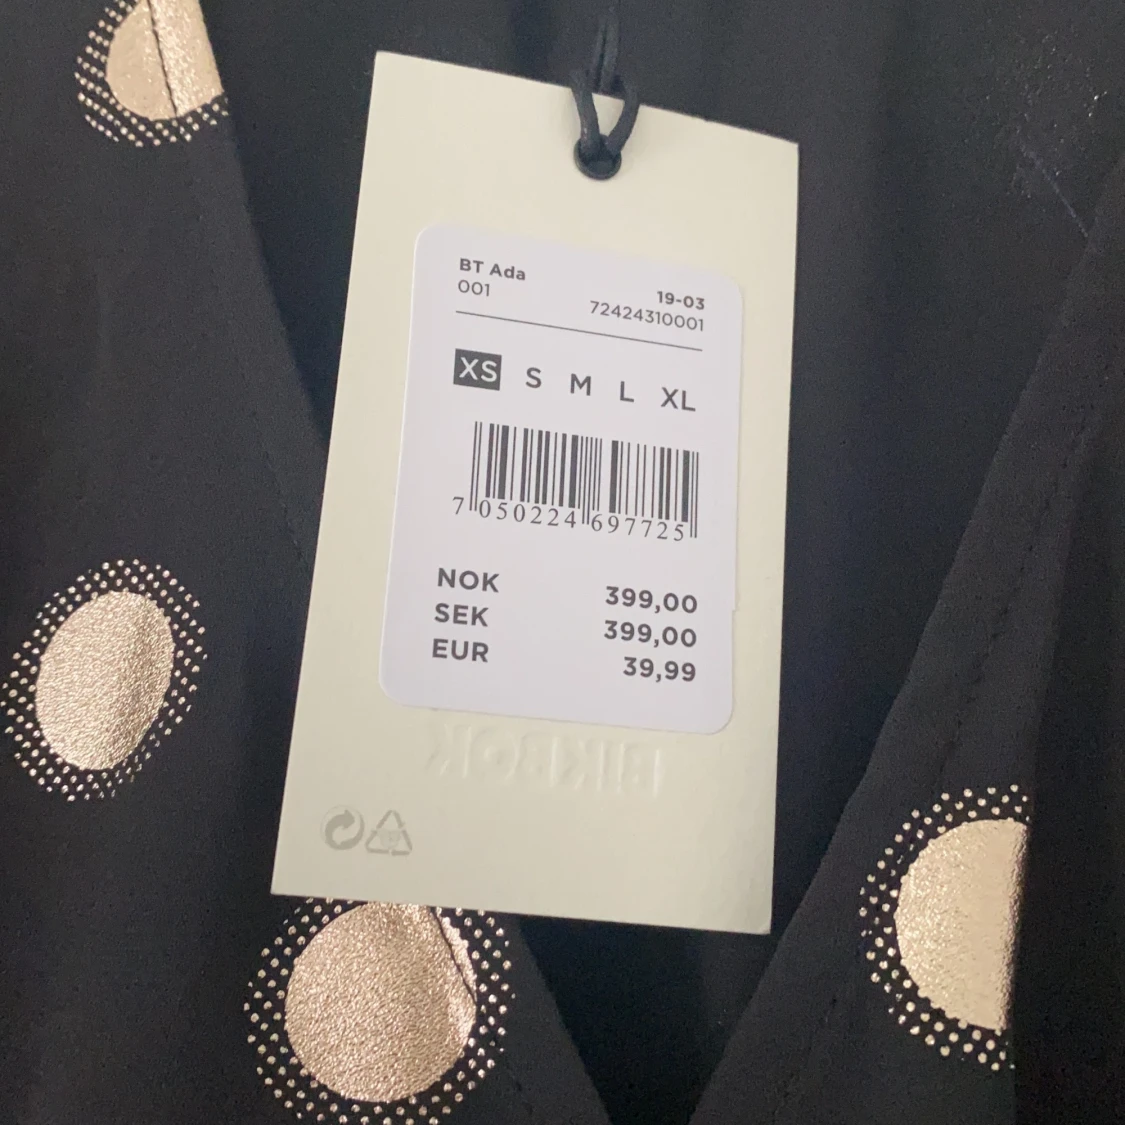 BT Ada
001
19-03
72424310001
XS S M L XL
7 050224 697725
NOK 399,00
SEK 399,00
EUR 39,99
BIKBOK